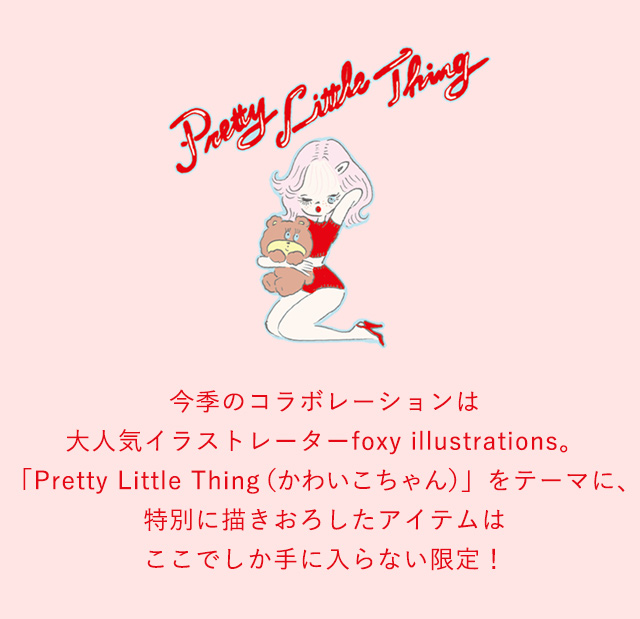 Pretty Little Thing
今季のコラボレーションは
大人気イラストレーターfoxy illustrations。
「Pretty Little Thing（かわいこちゃん）」をテーマに、
特別に描きおろしたアイテムは
ここでしか手に入らない限定！